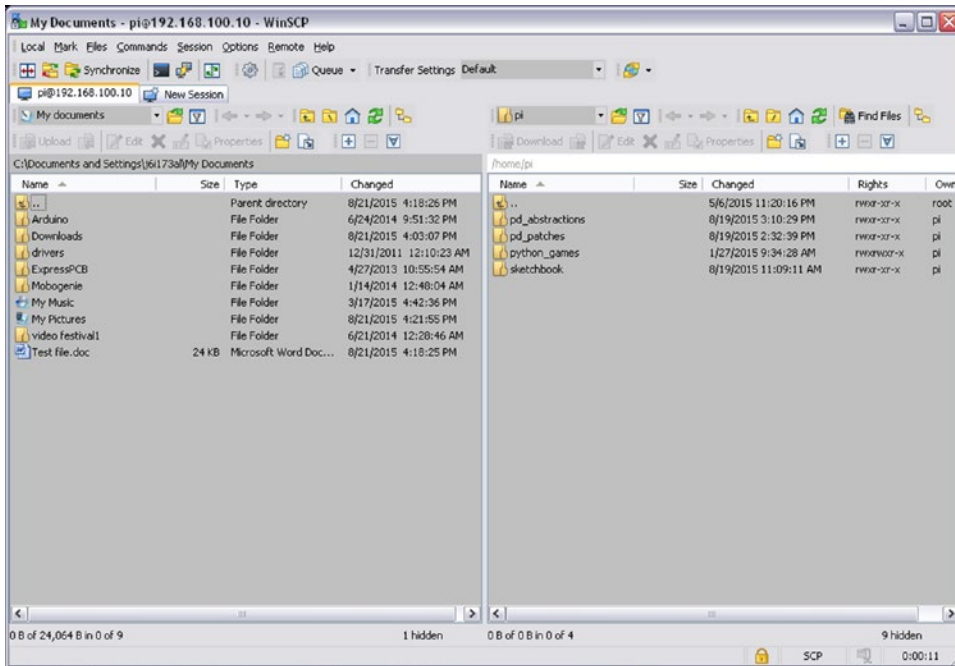 My Documents - pi@192.168.100.10 - WinSCP
Local Mark Files Commands Session Options Remote Help
Synchronize Queue Transfer Settings Default
pi@192.168.100.10 New Session
My documents
Upload Edit Properties
C:\Documents and Settings\j6i173al\My Documents
Name Size Type Changed
.. Parent directory 8/21/2015 4:18:26 PM
Arduino File Folder 6/24/2014 9:51:32 PM
Downloads File Folder 8/21/2015 4:03:07 PM
drivers File Folder 12/31/2011 12:10:23 AM
ExpressPCB File Folder 4/27/2013 10:55:54 AM
Mobogenie File Folder 1/14/2014 12:48:04 AM
My Music File Folder 3/17/2015 4:42:36 PM
My Pictures File Folder 8/21/2015 4:21:55 PM
video festival1 File Folder 6/21/2014 12:28:46 AM
Test file.doc 24 KB Microsoft Word Doc... 8/21/2015 4:18:25 PM
0 B of 24,064 B in 0 of 9 1 hidden
pi Find Files
Download Edit Properties
/home/pi
Name Size Changed Rights Own
.. 5/6/2015 11:20:16 PM rwxr-xr-x root
pd_abstractions 8/19/2015 3:10:29 PM rwxr-xr-x pi
pd_patches 8/19/2015 2:32:39 PM rwxr-xr-x pi
python_games 1/27/2015 9:34:28 AM rwxrwxr-x pi
sketchbook 8/19/2015 11:09:11 AM rwxr-xr-x pi
0 B of 0 B in 0 of 4 9 hidden
SCP 0:00:11